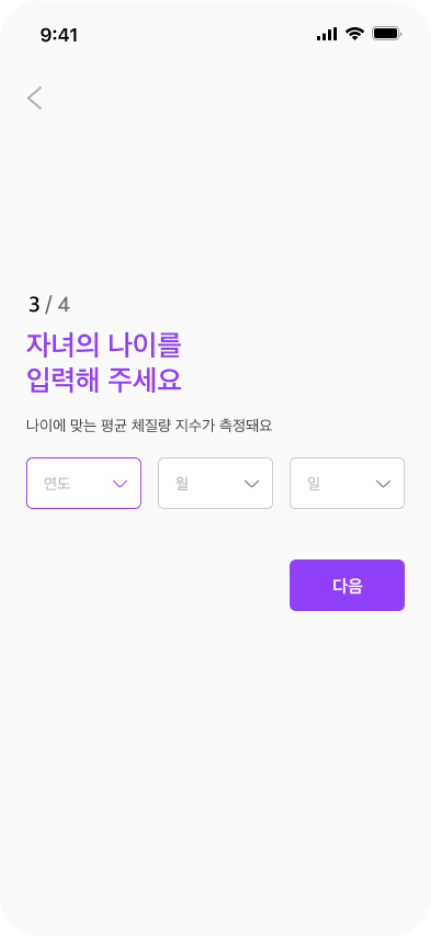 9:41
3 / 4
자녀의 나이를
입력해 주세요
나이에 맞는 평균 체질량 지수가 측정돼요
연도 월 일
다음